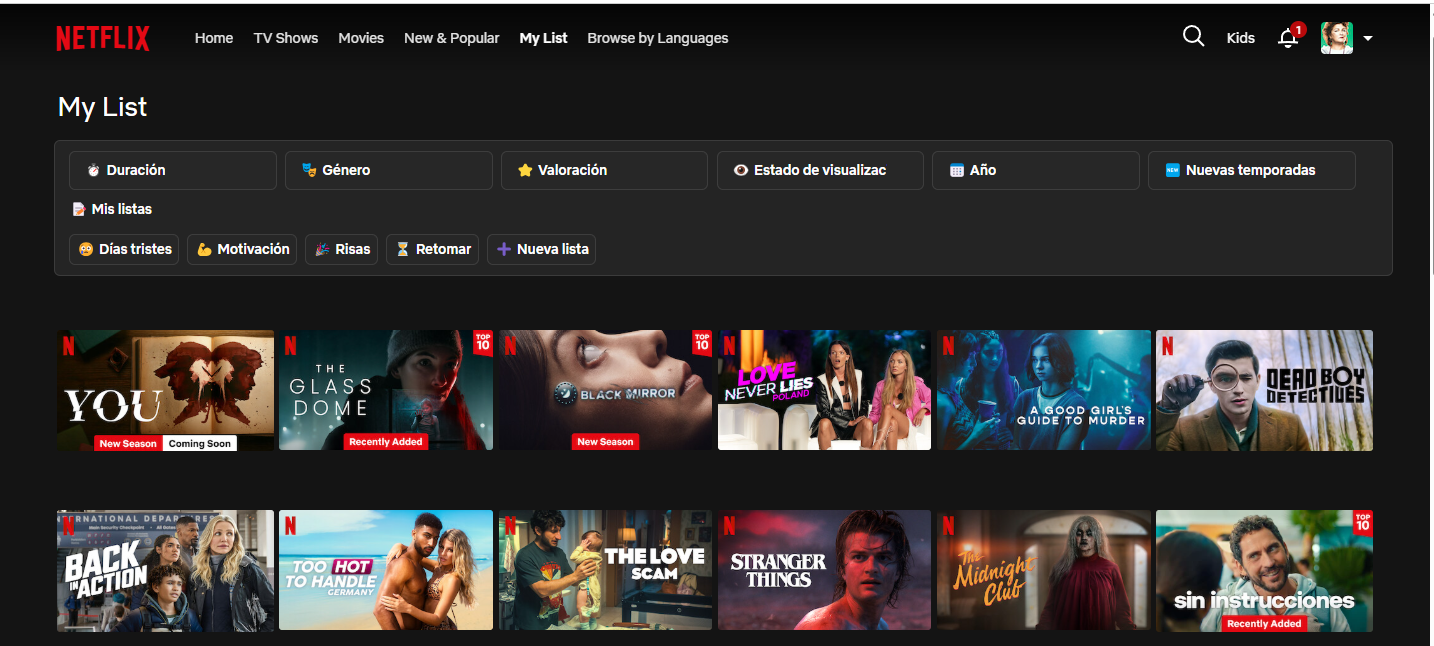 NETFLIX Home TV Shows Movies New & Popular My List Browse by Languages Kids 1
My List
Duración Género Valoración Estado de visualizac Año Nuevas temporadas
Mis listas
Días tristes Motivación Risas Retomar Nueva lista
N
YOU
New Season Coming Soon
N
TOP
10
THE
GLASS
DOME
Recently Added
N
TOP
10
BLACK MIRROR
New Season
N
LOVE
NEVER LIES
POLAND
N
A GOOD GIRL'S
GUIDE TO MURDER
N
DEAD BOY
DETECTIVES
N
BACK
IN ACTION
N
TOO HOT
TO HANDLE
GERMANY
N
THE LOVE
SCAM
N
STRANGER
THINGS
N
The
Midnight
Club
TOP
10
sin instrucciones
Recently Added